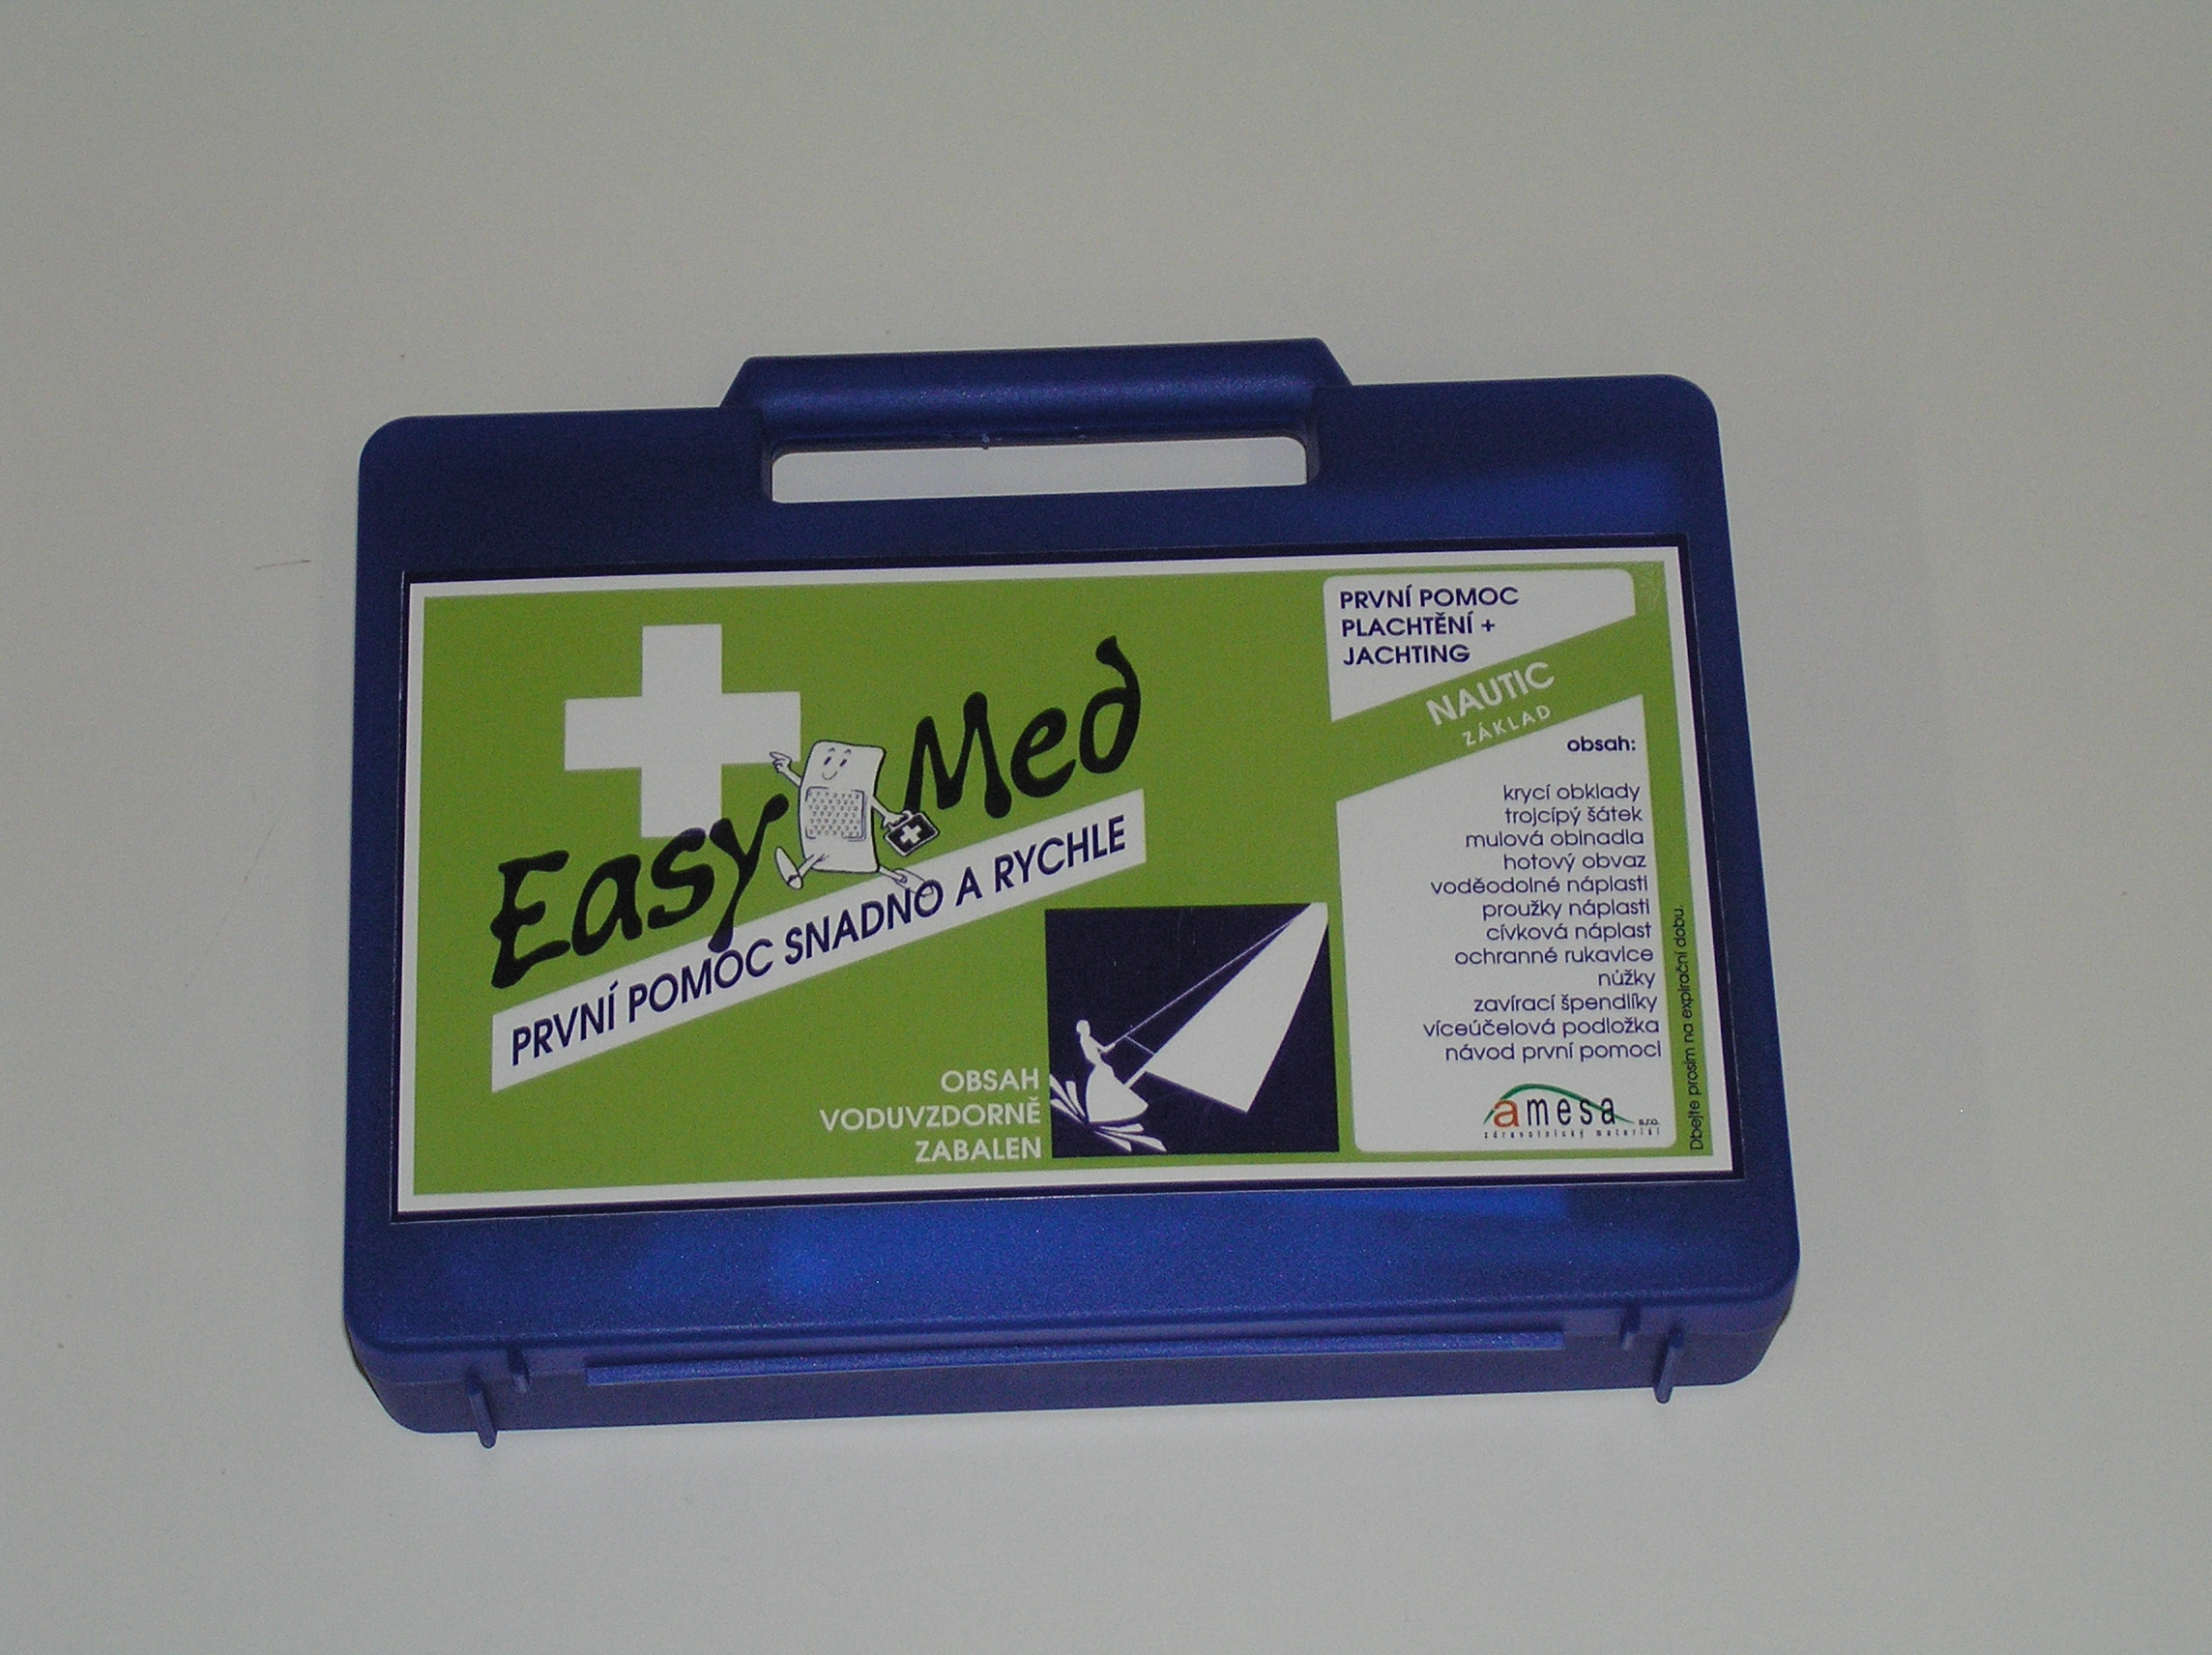 Easy Med
PRVNÍ POMOC SNADNO A RYCHLE
OBSAH
VODUVZDORNĚ
ZABALEN
PRVNÍ POMOC
PLACHTĚNÍ +
JACHTING
NAUTIC
ZÁKLAD
obsah:
krycí obklady
trojcípý šátek
mulová obinadla
hotový obvaz
voděodolné náplasti
proužky náplasti
cívková náplast
ochranné rukavice
nůžky
zavírací špendlíky
víceúčelová podložka
návod první pomoci
amesa s.r.o.
zdravotnický materiál
Dbejte prosím na expirační dobu.